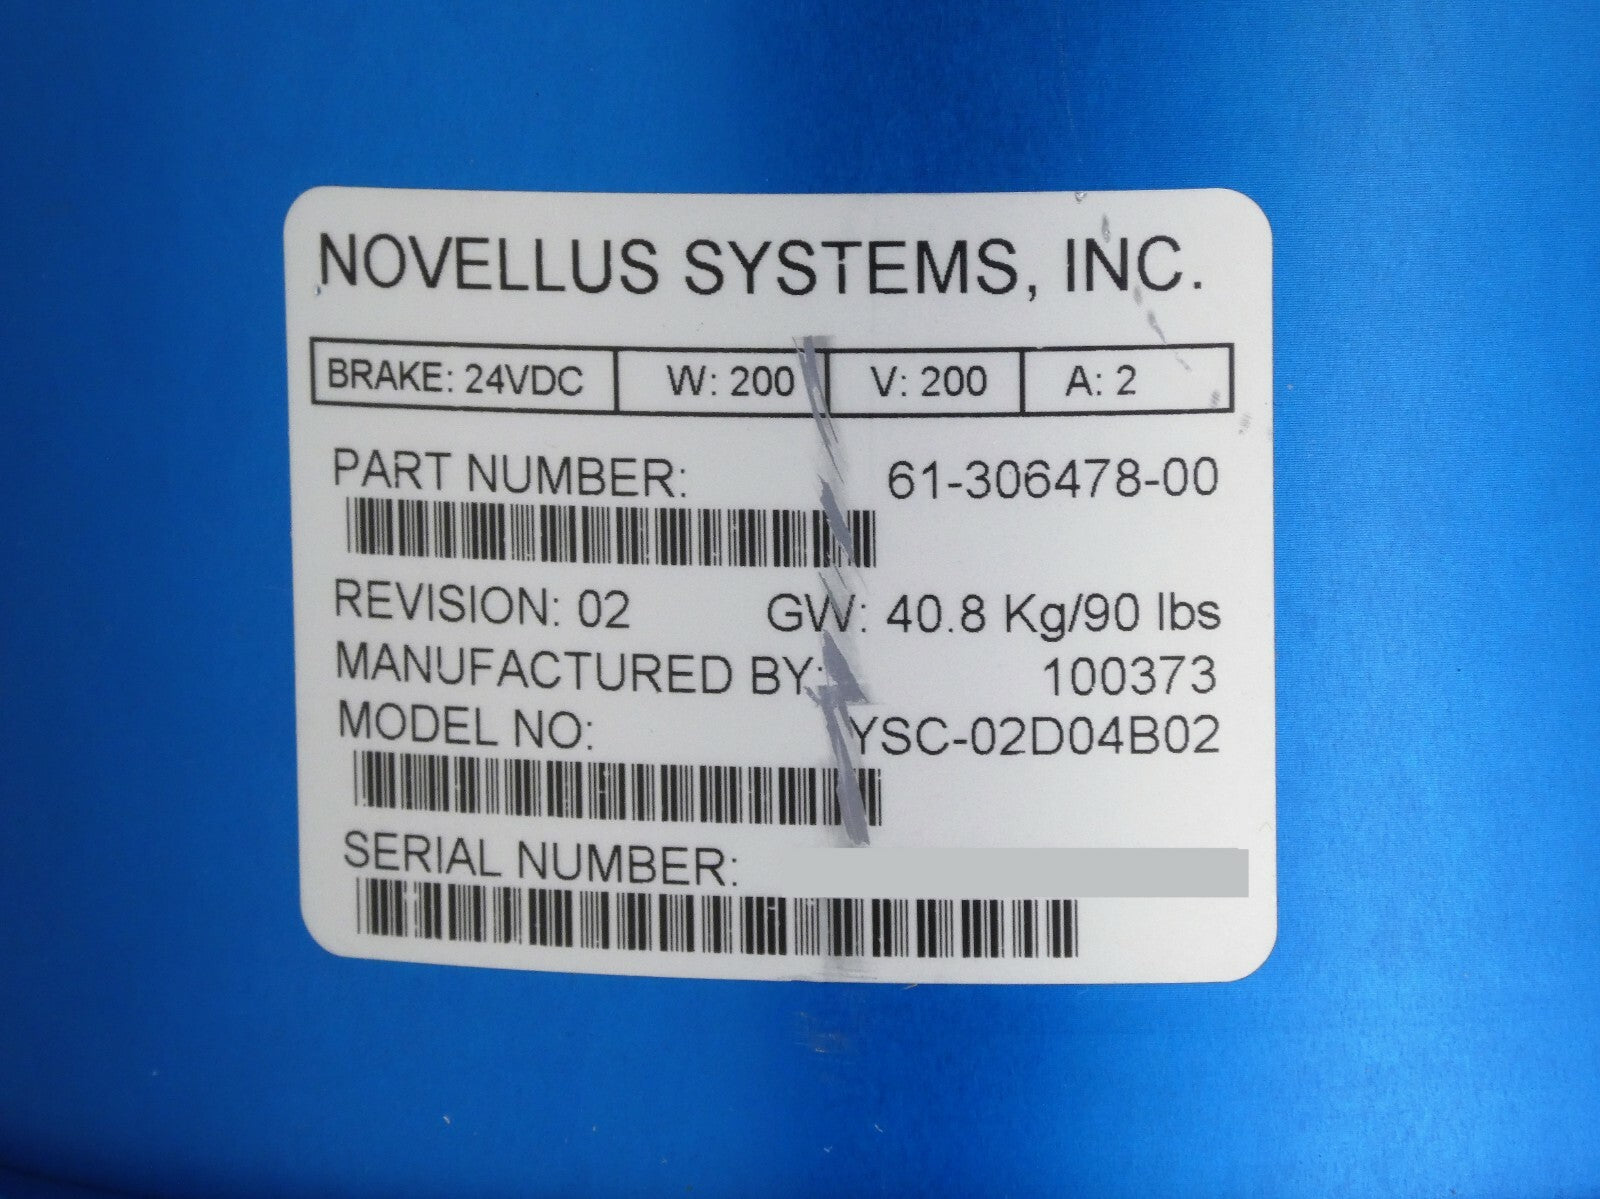 NOVELLUS SYSTEMS, INC.
BRAKE: 24VDC W: 200 V: 200 A: 2
PART NUMBER: 61-306478-00
REVISION: 02 GW: 40.8 Kg/90 lbs
MANUFACTURED BY: 100373
MODEL NO: YSC-02D04B02
SERIAL NUMBER: